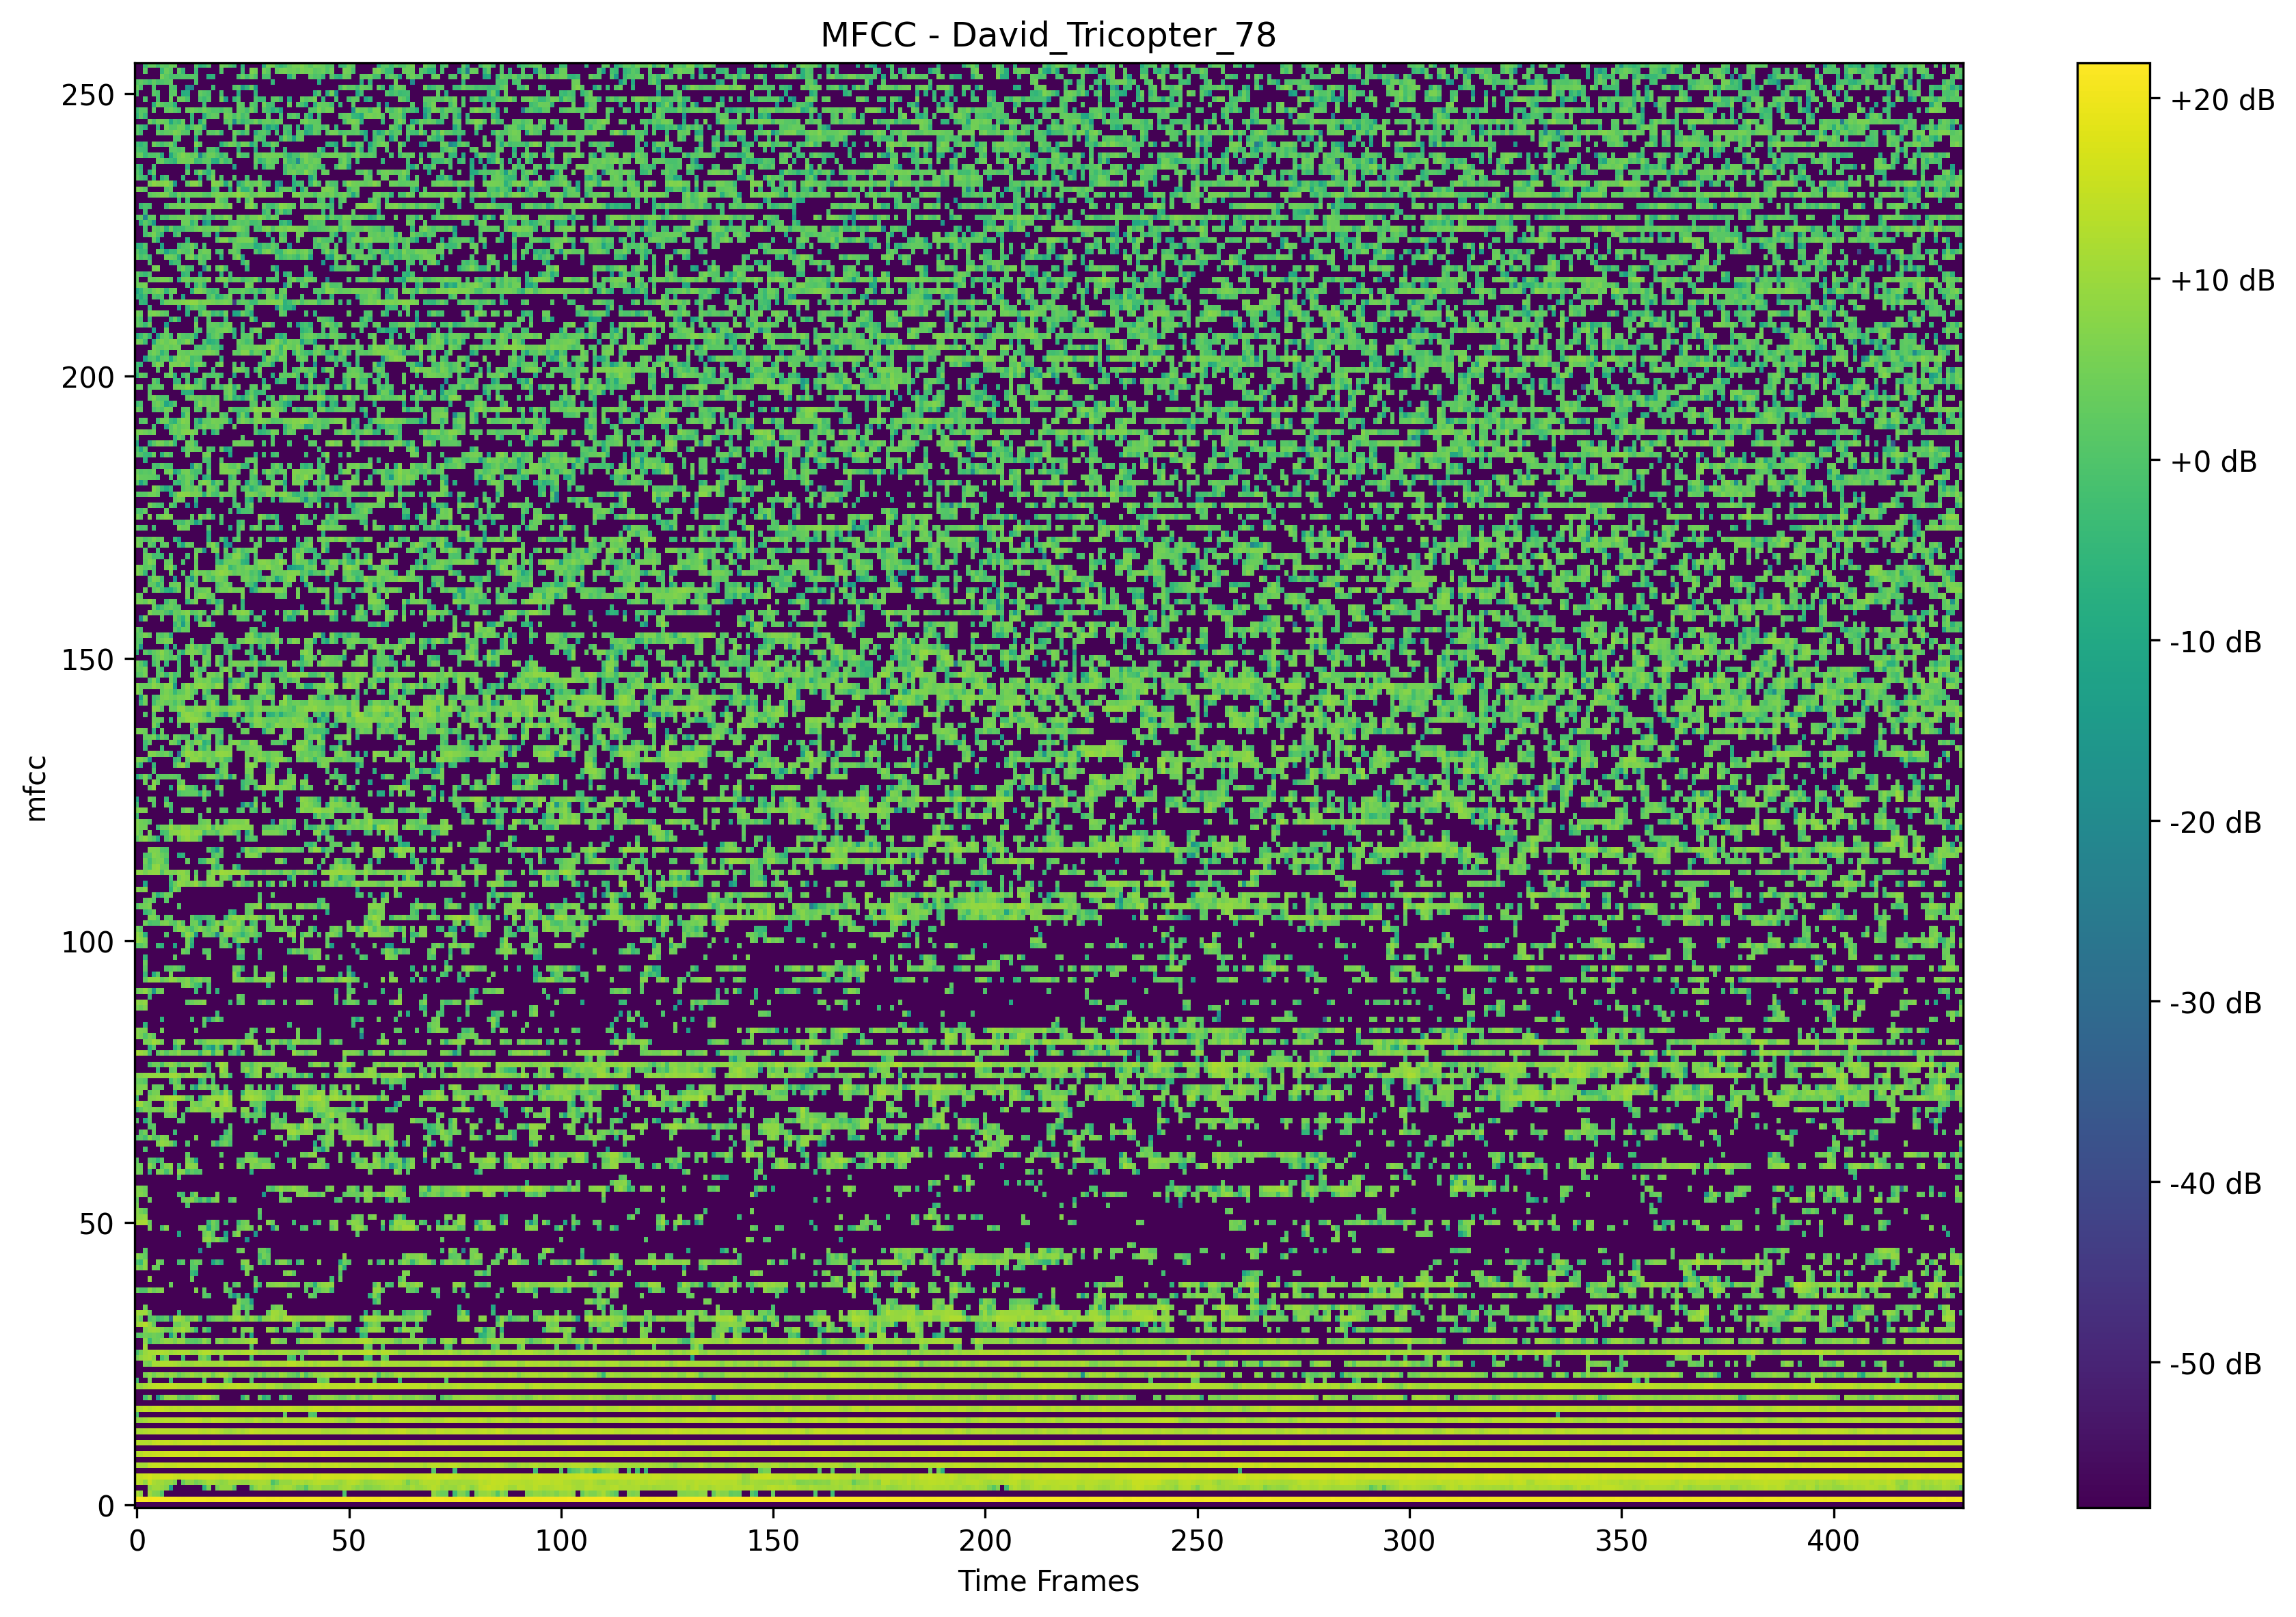 MFCC - David_Tricopter_78
250
200
150
100
50
0
mfcc
0 50 100 150 200 250 300 350 400
Time Frames
+20 dB
+10 dB
+0 dB
-10 dB
-20 dB
-30 dB
-40 dB
-50 dB